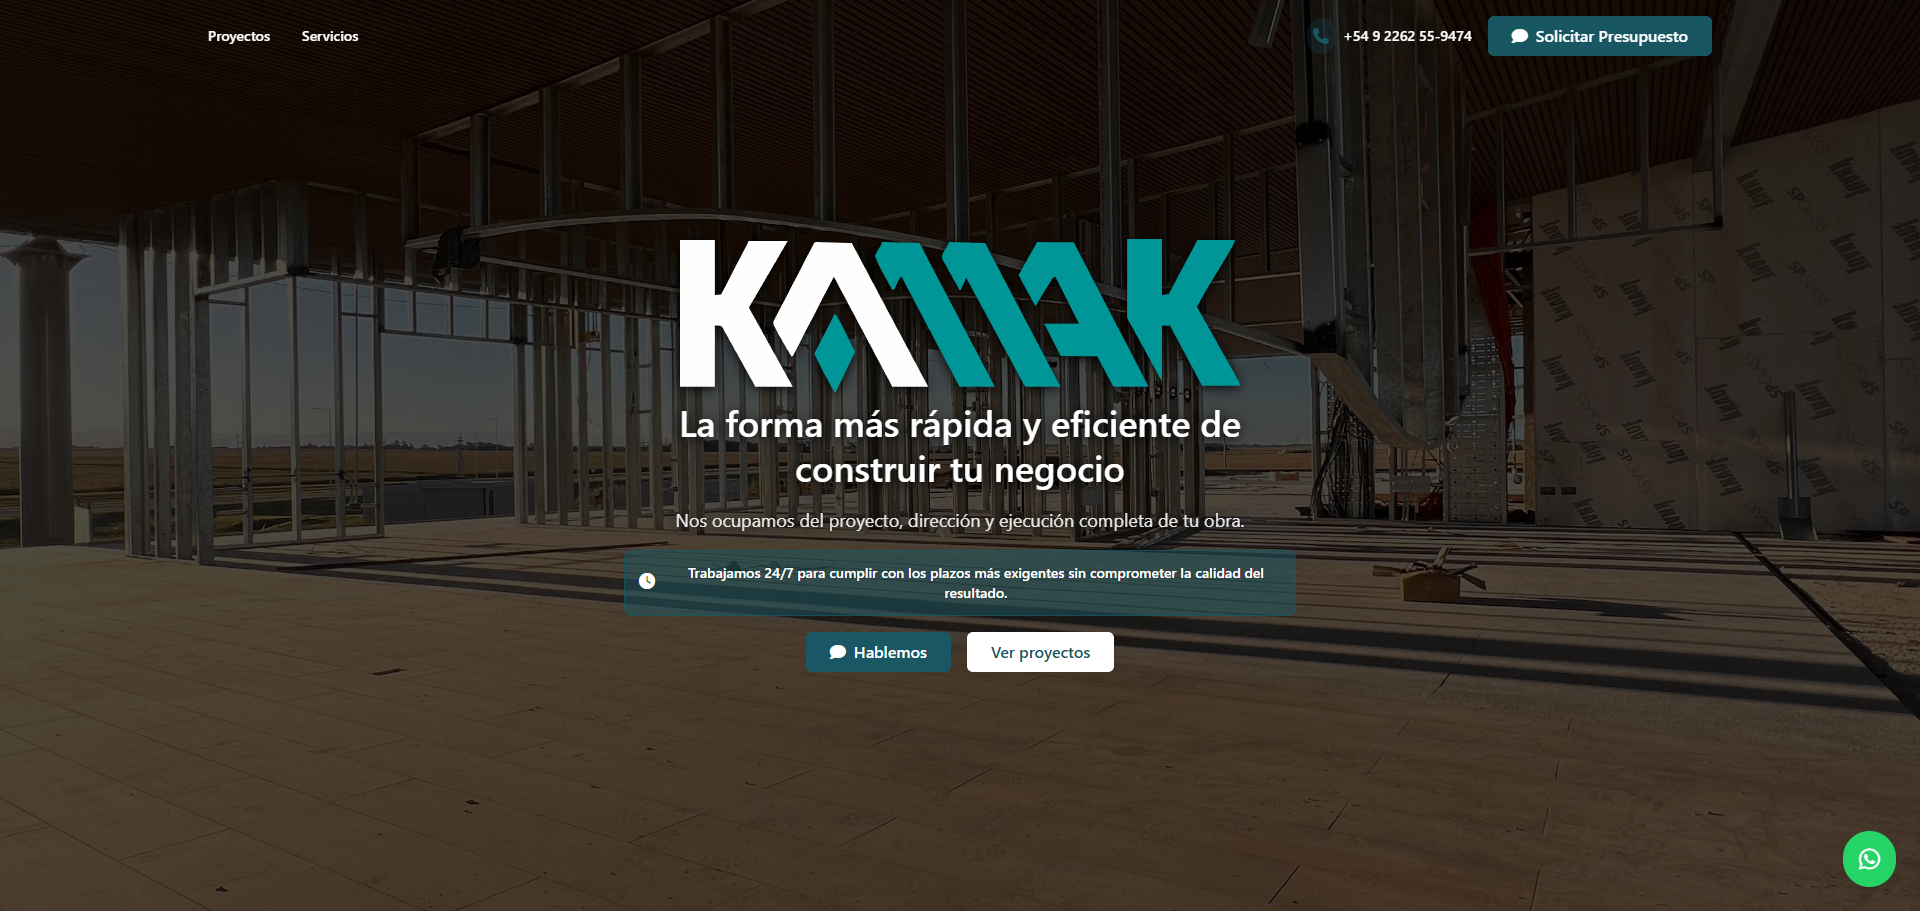 Proyectos
Servicios
+54 9 2262 55-9474
Solicitar Presupuesto
KAMAK
La forma más rápida y eficiente de
construir tu negocio
Nos ocupamos del proyecto, dirección y ejecución completa de tu obra.
Trabajamos 24/7 para cumplir con los plazos más exigentes sin comprometer la calidad del
resultado.
Hablemos
Ver proyectos
KNAUF